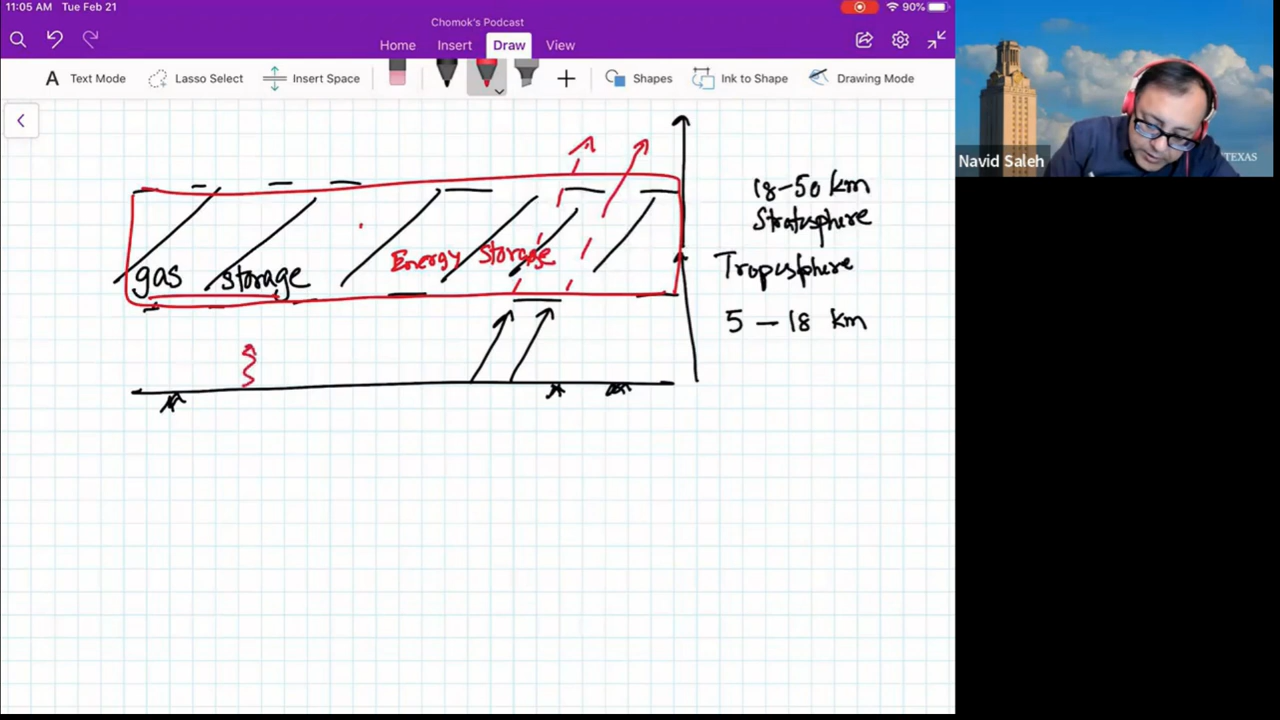 11:05 AM Tue Feb 21
90%
Chomok's Podcast
Home Insert Draw View
Text Mode Lasso Select Insert Space Shapes Ink to Shape Drawing Mode
18-50 km
Stratosphere
Troposphere
5 - 18 km
Energy Storage
gas storage
Navid Saleh
TEXAS